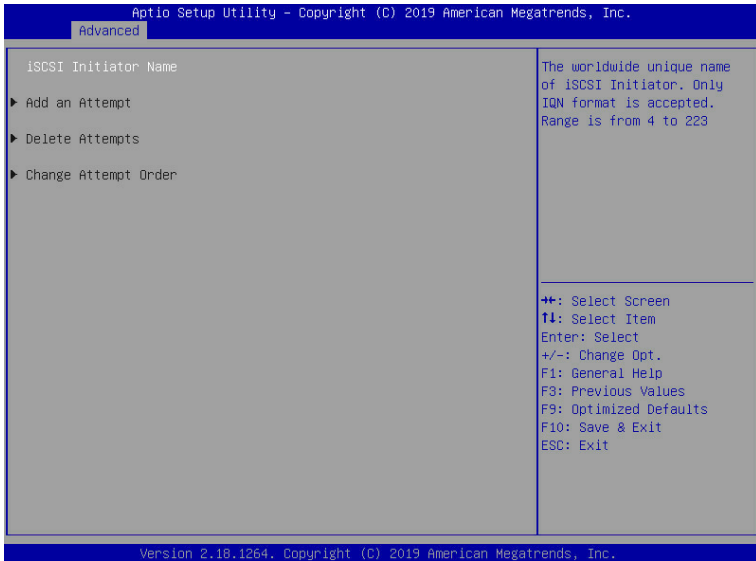 Aptio Setup Utility – Copyright (C) 2019 American Megatrends, Inc.
Advanced
iSCSI Initiator Name
▶ Add an Attempt
▶ Delete Attempts
▶ Change Attempt Order
The worldwide unique name
of iSCSI Initiator. Only
IQN format is accepted.
Range is from 4 to 223
→←: Select Screen
↑↓: Select Item
Enter: Select
+/-: Change Opt.
F1: General Help
F3: Previous Values
F9: Optimized Defaults
F10: Save & Exit
ESC: Exit
Version 2.18.1264. Copyright (C) 2019 American Megatrends, Inc.